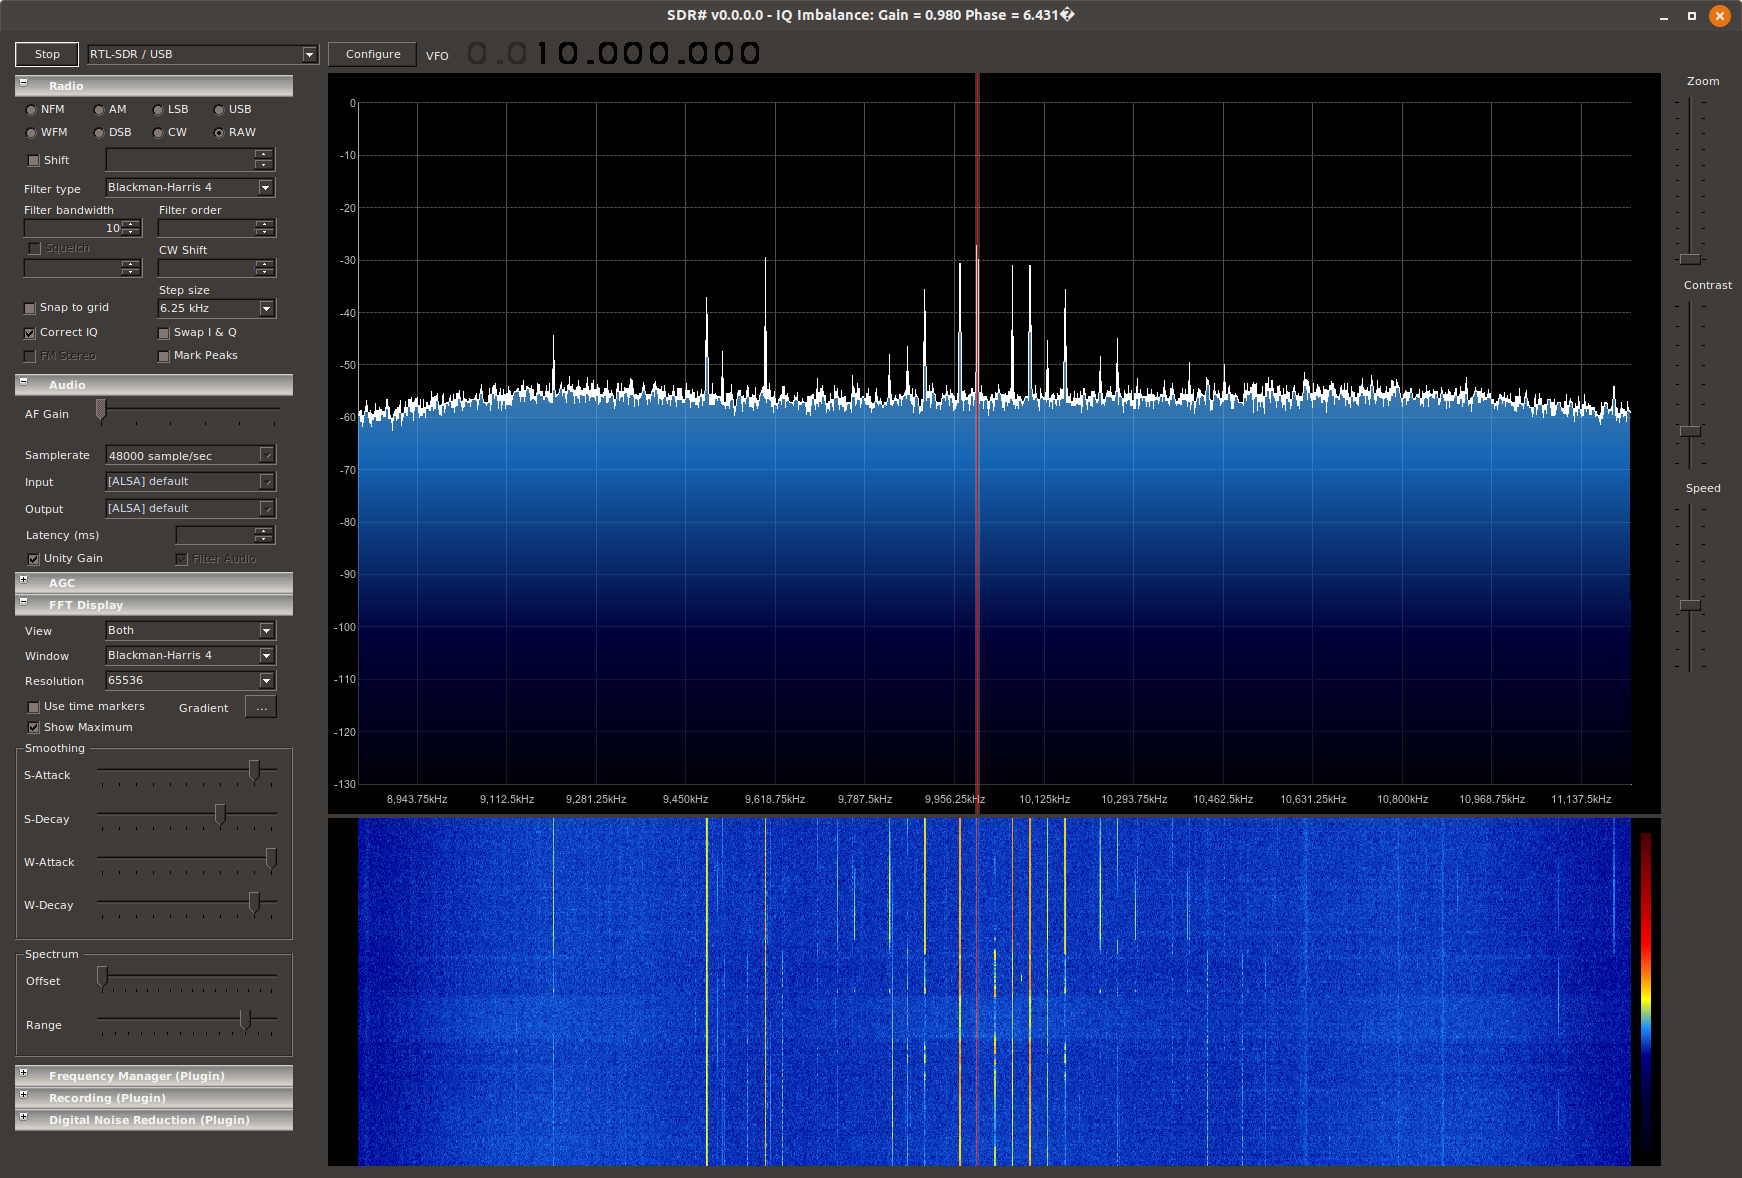 SDR# v0.0.0.0 - IQ Imbalance: Gain = 0.980 Phase = 6.431�
Stop RTL-SDR / USB Configure VFO 0.010.000.000
Radio
NFM AM LSB USB
WFM DSB CW RAW
Shift
Filter type Blackman-Harris 4
Filter bandwidth Filter order
10
Squelch CW Shift
Step size
Snap to grid 6.25 kHz
Correct IQ Swap I & Q
FM Stereo Mark Peaks
Audio
AF Gain
Samplerate 48000 sample/sec
Input [ALSA] default
Output [ALSA] default
Latency (ms)
Unity Gain Filter Audio
AGC
FFT Display
View Both
Window Blackman-Harris 4
Resolution 65536
Use time markers Gradient ...
Show Maximum
Smoothing
S-Attack
S-Decay
W-Attack
W-Decay
Spectrum
Offset
Range
Frequency Manager (Plugin)
Recording (Plugin)
Digital Noise Reduction (Plugin)
0
-10
-20
-30
-40
-50
-60
-70
-80
-90
-100
-110
-120
-130
8,943.75kHz 9,112.5kHz 9,281.25kHz 9,450kHz 9,618.75kHz 9,787.5kHz 9,956.25kHz 10,125kHz 10,293.75kHz 10,462.5kHz 10,631.25kHz 10,800kHz 10,968.75kHz 11,137.5kHz
Zoom
Contrast
Speed